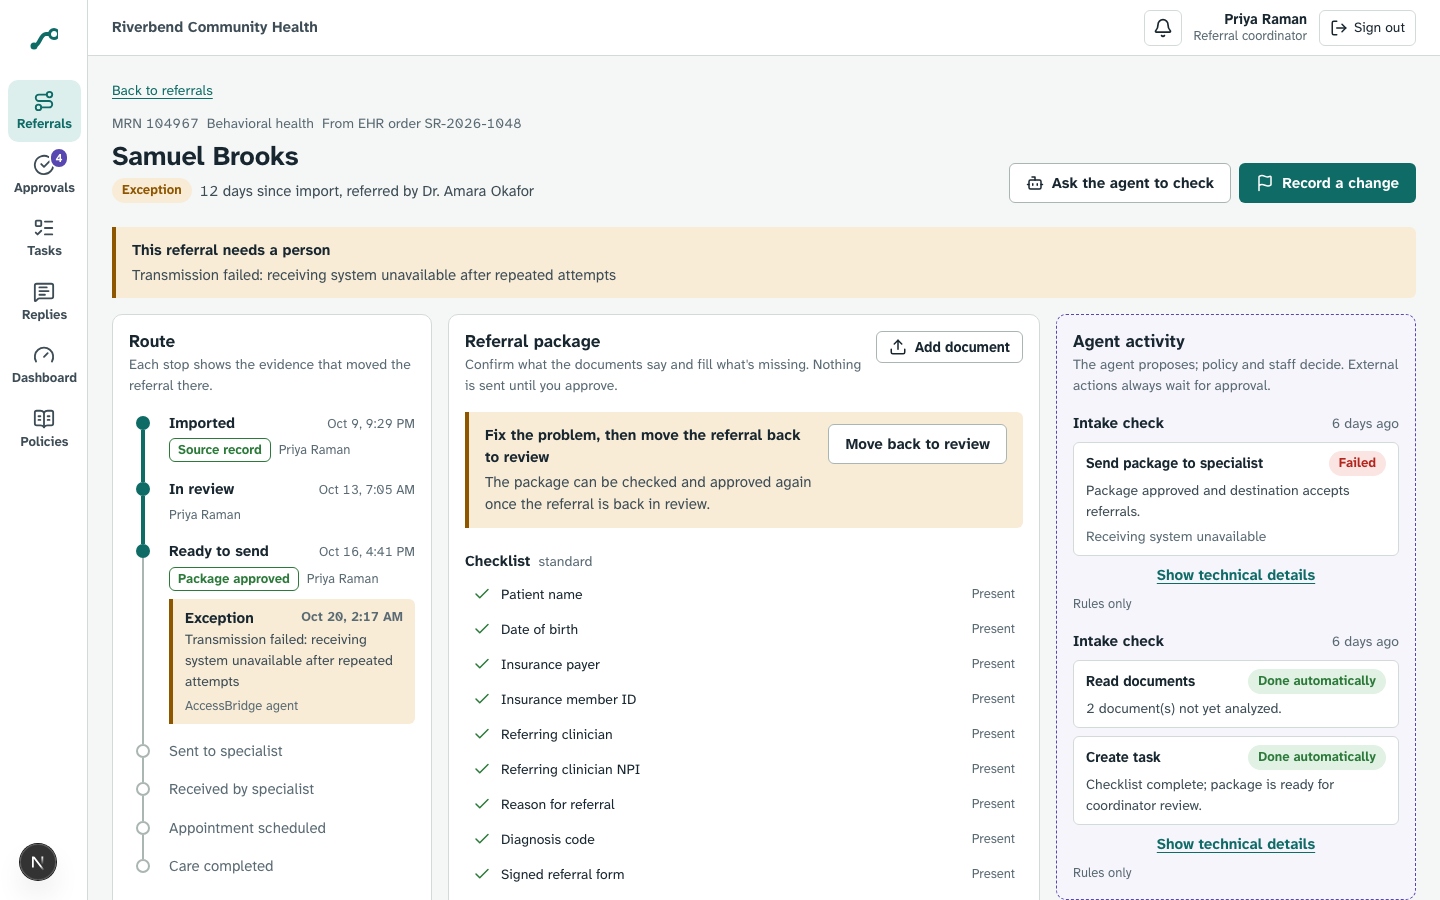 Riverbend Community Health
Priya Raman
Referral coordinator
Sign out
Referrals
4
Approvals
Tasks
Replies
Dashboard
Policies
N
Back to referrals
MRN 104967 Behavioral health From EHR order SR-2026-1048
Samuel Brooks
Exception 12 days since import, referred by Dr. Amara Okafor
Ask the agent to check
Record a change
This referral needs a person
Transmission failed: receiving system unavailable after repeated attempts
Route
Each stop shows the evidence that moved the
referral there.
Imported Oct 9, 9:29 PM
Source record Priya Raman
In review Oct 13, 7:05 AM
Priya Raman
Ready to send Oct 16, 4:41 PM
Package approved Priya Raman
Exception Oct 20, 2:17 AM
Transmission failed: receiving
system unavailable after repeated
attempts
AccessBridge agent
Sent to specialist
Received by specialist
Appointment scheduled
Care completed
Referral package
Confirm what the documents say and fill what's missing. Nothing
is sent until you approve.
Add document
Fix the problem, then move the referral back
to review
The package can be checked and approved again
once the referral is back in review.
Move back to review
Checklist standard
Patient name Present
Date of birth Present
Insurance payer Present
Insurance member ID Present
Referring clinician Present
Referring clinician NPI Present
Reason for referral Present
Diagnosis code Present
Signed referral form Present
Agent activity
The agent proposes; policy and staff decide. External
actions always wait for approval.
Intake check 6 days ago
Send package to specialist Failed
Package approved and destination accepts
referrals.
Receiving system unavailable
Show technical details
Rules only
Intake check 6 days ago
Read documents Done automatically
2 document(s) not yet analyzed.
Create task Done automatically
Checklist complete; package is ready for
coordinator review.
Show technical details
Rules only